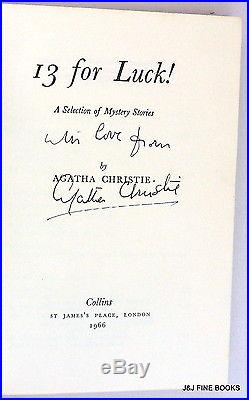 13 for Luck!
A Selection of Mystery Stories
with love from
by
AGATHA CHRISTIE
Agatha Christie
Collins
ST JAMES'S PLACE, LONDON
1966
J&J FINE BOOKS